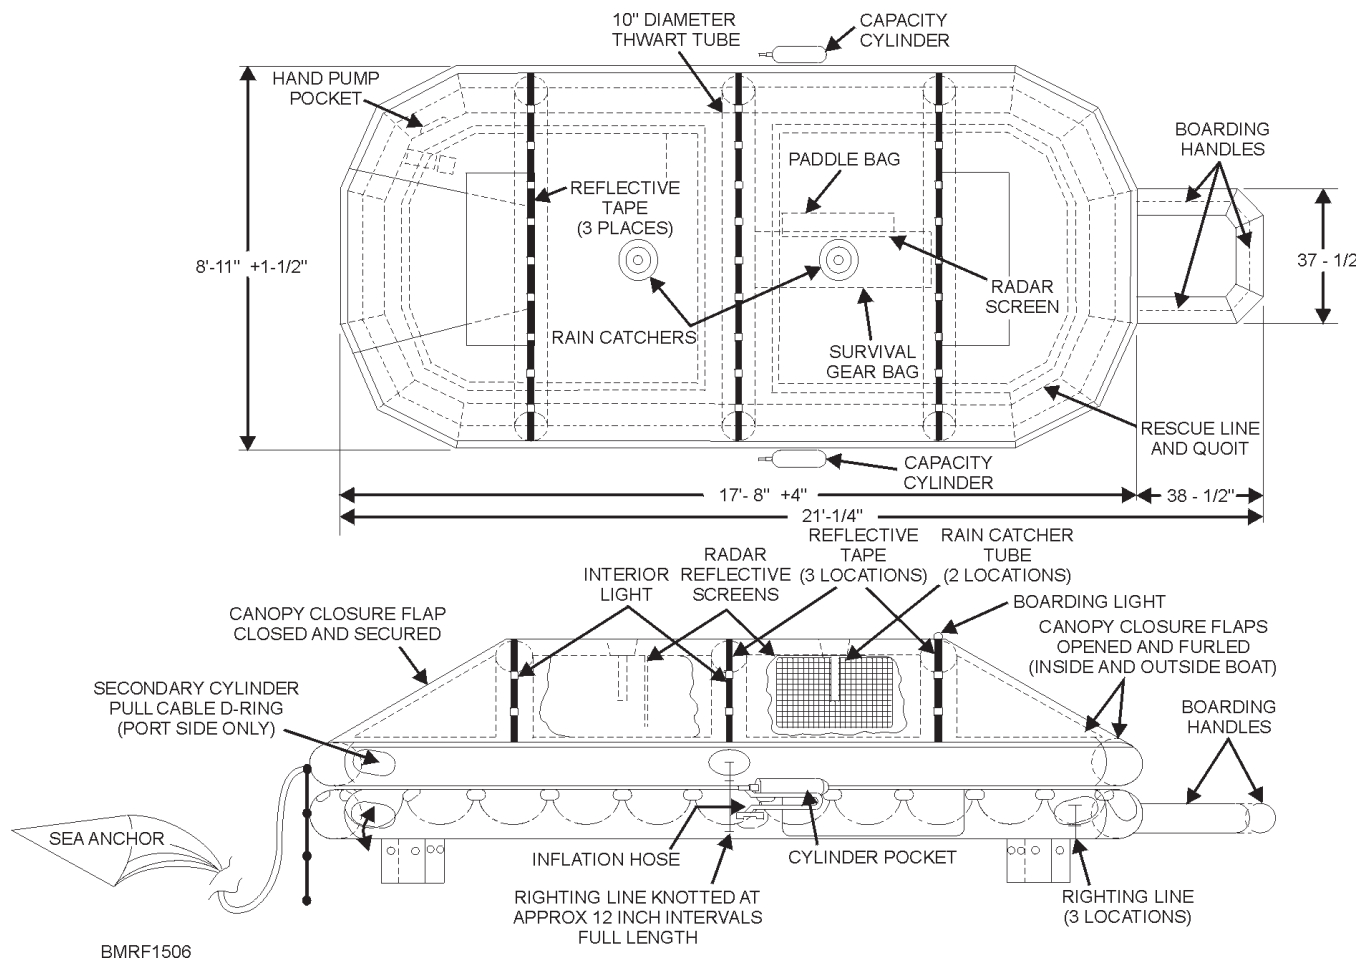 10" DIAMETER
THWART TUBE
CAPACITY
CYLINDER
HAND PUMP
POCKET
BOARDING
HANDLES
PADDLE BAG
REFLECTIVE
TAPE
(3 PLACES)
8'-11" +1-1/2"
37 - 1/2
RADAR
SCREEN
RAIN CATCHERS
SURVIVAL
GEAR BAG
RESCUE LINE
AND QUOIT
CAPACITY
CYLINDER
17'- 8" +4"
38 - 1/2"
21'-1/4"
REFLECTIVE
TAPE
(3 LOCATIONS)
RAIN CATCHER
TUBE
(2 LOCATIONS)
RADAR
REFLECTIVE
SCREENS
INTERIOR
LIGHT
BOARDING LIGHT
CANOPY CLOSURE FLAP
CLOSED AND SECURED
CANOPY CLOSURE FLAPS
OPENED AND FURLED
(INSIDE AND OUTSIDE BOAT)
SECONDARY CYLINDER
PULL CABLE D-RING
(PORT SIDE ONLY)
BOARDING
HANDLES
SEA ANCHOR
INFLATION HOSE
CYLINDER POCKET
RIGHTING LINE KNOTTED AT
APPROX 12 INCH INTERVALS
FULL LENGTH
RIGHTING LINE
(3 LOCATIONS)
BMRF1506